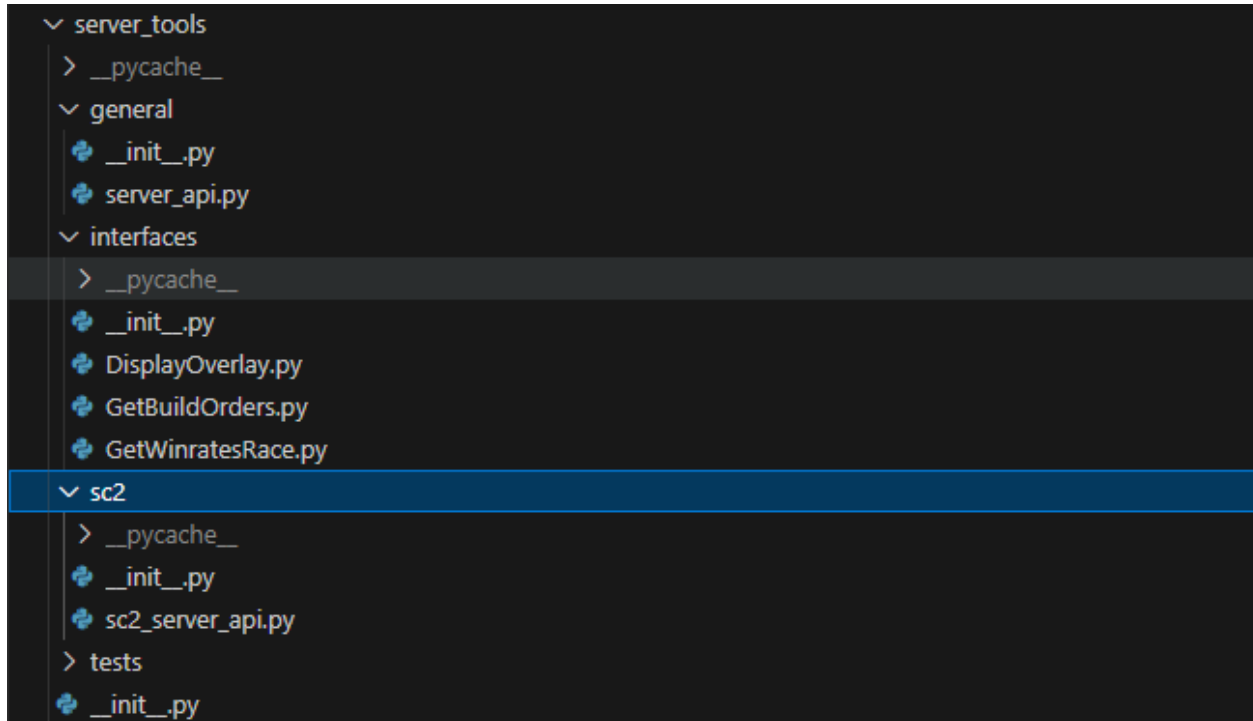 server_tools
__pycache__
general
__init__.py
server_api.py
interfaces
__pycache__
__init__.py
DisplayOverlay.py
GetBuildOrders.py
GetWinratesRace.py
sc2
__pycache__
__init__.py
sc2_server_api.py
tests
__init__.py